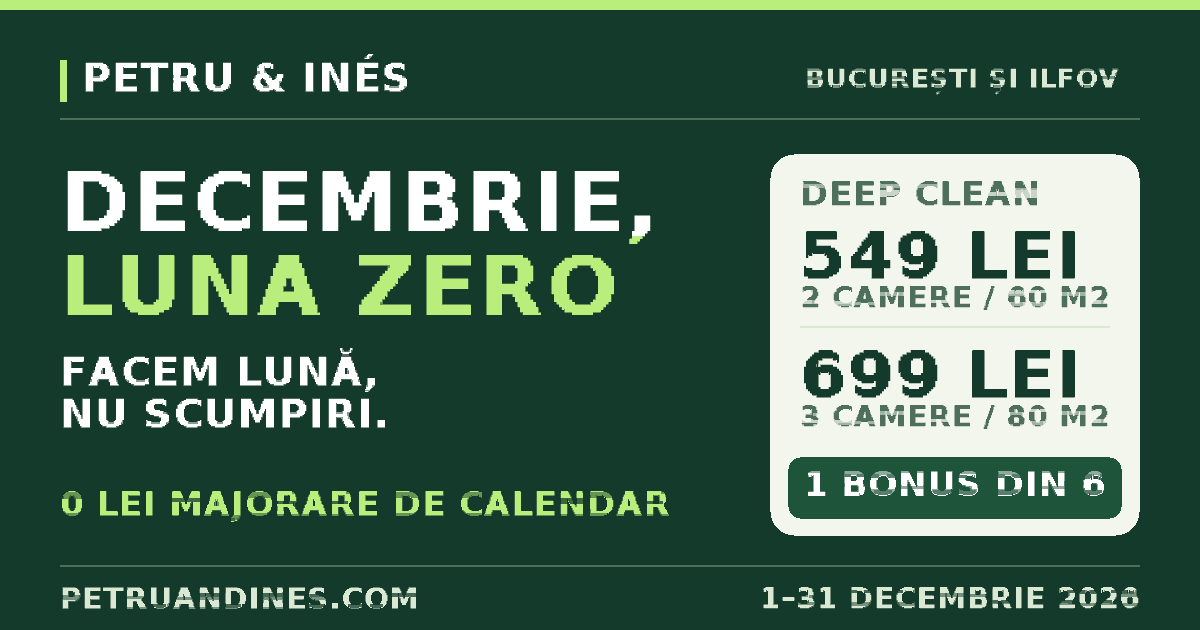 PETRU & INÉS
BUCUREȘTI ȘI ILFOV
DECEMBRIE,
LUNA ZERO
FACEM LUNĂ,
NU SCUMPIRI.
0 LEI MAJORARE DE CALENDAR
DEEP CLEAN
549 LEI
2 CAMERE / 60 M2
699 LEI
3 CAMERE / 80 M2
1 BONUS DIN 6
PETRUANDINES.COM
1–31 DECEMBRIE 2026